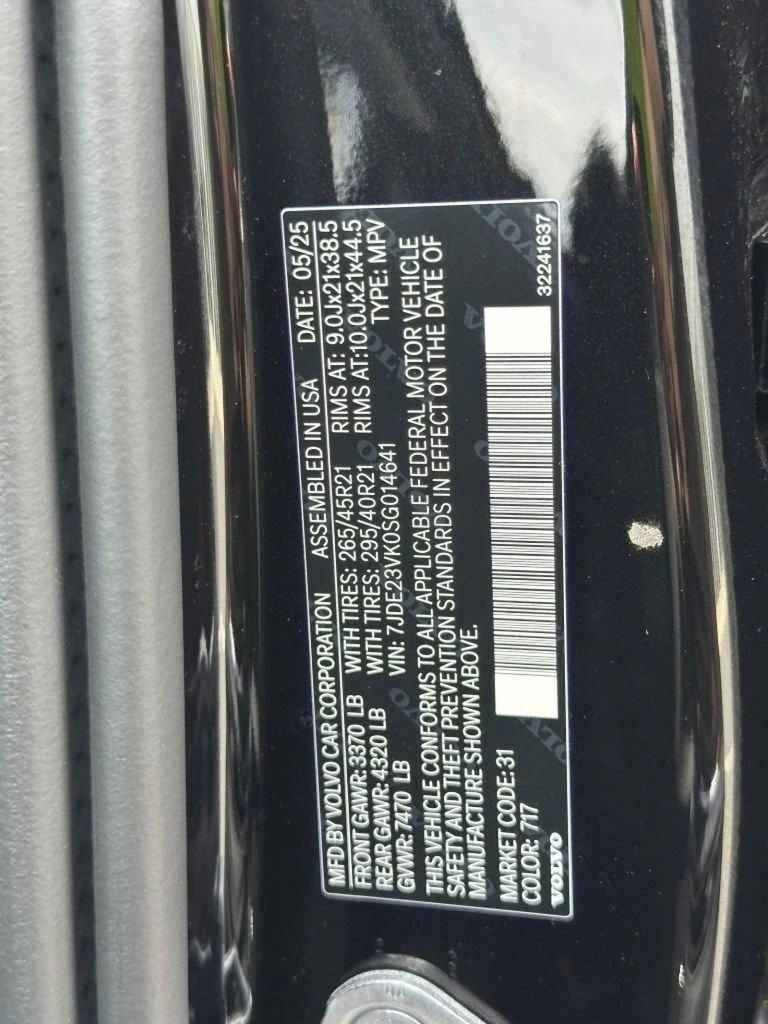 MFD BY VOLVO CAR CORPORATION ASSEMBLED IN USA DATE: 05/25
FRONT GAWR:3370 LB WITH TIRES: 265/45R21 RIMS AT: 9.0Jx21x38.5
REAR GAWR:4320 LB WITH TIRES: 295/40R21 RIMS AT:10.0Jx21x44.5
GVWR:7470 LB VIN: 7JDE23VK0SG014641 TYPE: MPV
THIS VEHICLE CONFORMS TO ALL APPLICABLE FEDERAL MOTOR VEHICLE
SAFETY AND THEFT PREVENTION STANDARDS IN EFFECT ON THE DATE OF
MANUFACTURE SHOWN ABOVE.
MARKET CODE:31
COLOR: 717
VOLVO 32241637